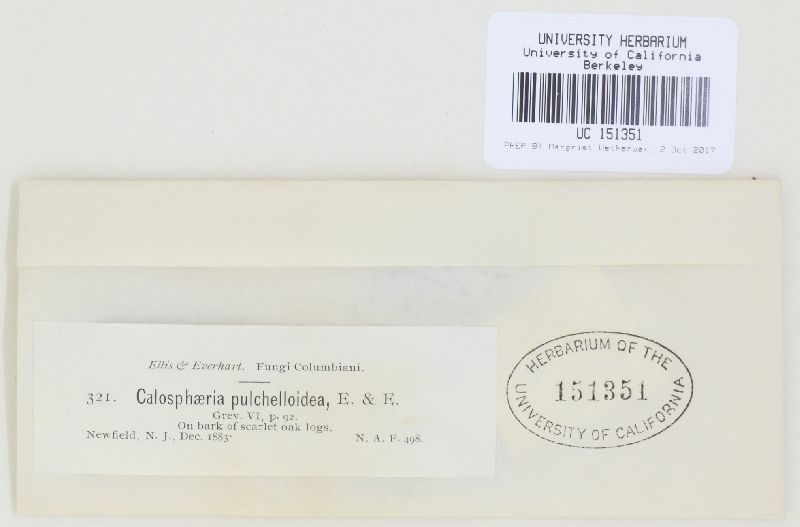 UNIVERSITY HERBARIUM
University of California
Berkeley
UC 151351
PREP BY Margriet Wetherwax, 2 Oct 2017
Ellis & Everhart. Fungi Columbiani.
321. Calosphæria pulchelloidea, E. & E.
Grev. VI, p. 92.
On bark of scarlet oak logs.
Newfield, N. J., Dec. 1883. N. A. F. 498.
HERBARIUM OF THE
151351
UNIVERSITY OF CALIFORNIA